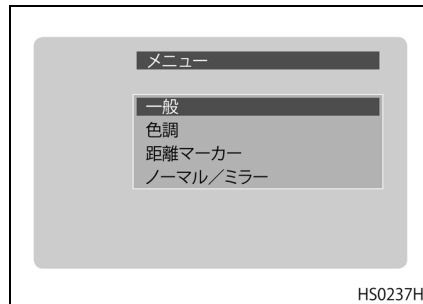 メニュー
一般
色調
距離マーカー
ノーマル／ミラー
HS0237H